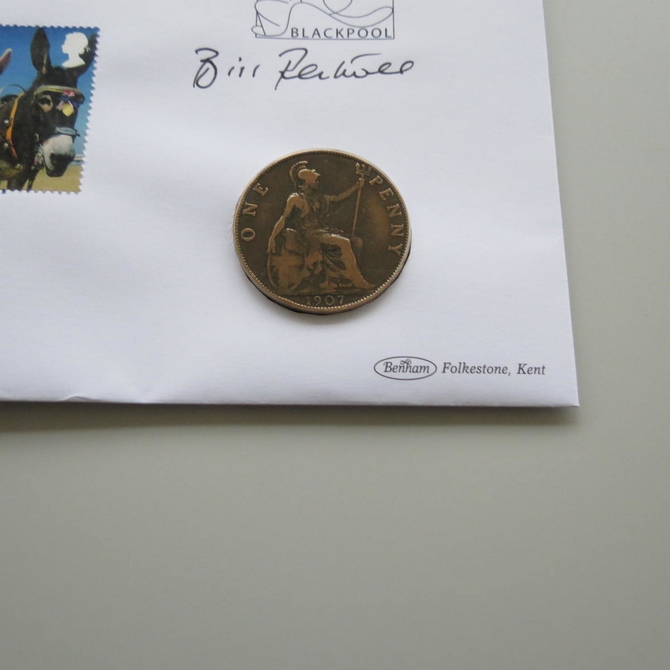 BLACKPOOL
Bill Pertwee
ONE PENNY
1907
Benham Folkestone, Kent